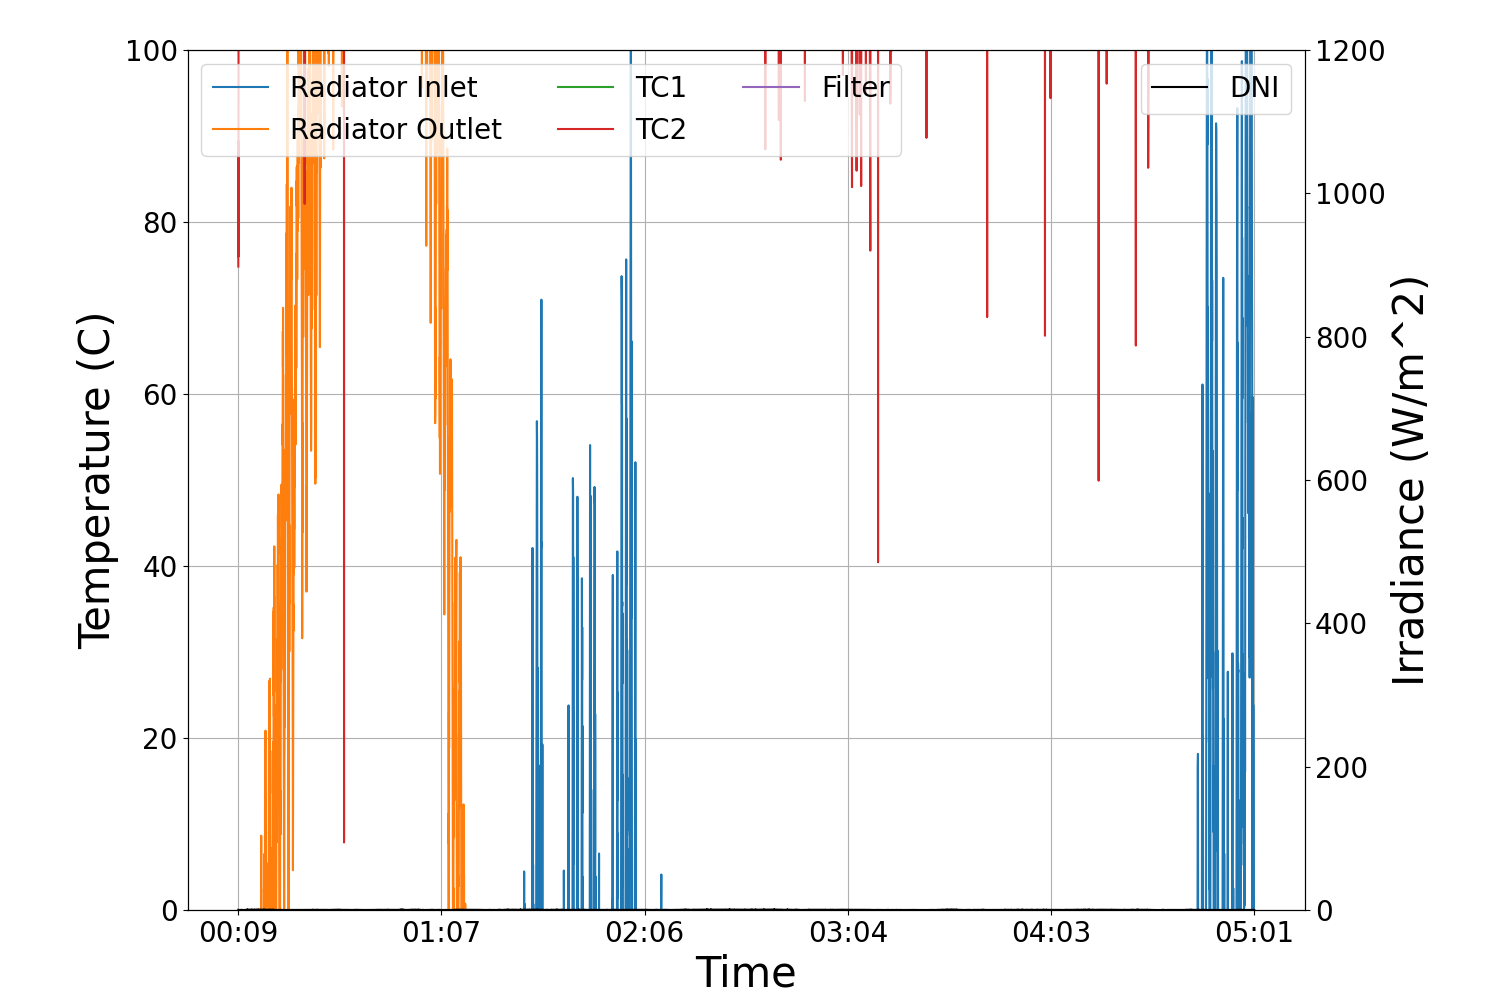 100
80
60
40
20
0
Temperature (C)
Radiator Inlet
Radiator Outlet
TC1
TC2
Filter
DNI
1200
1000
800
600
400
200
0
Irradiance (W/m^2)
00:09
01:07
02:06
03:04
04:03
05:01
Time